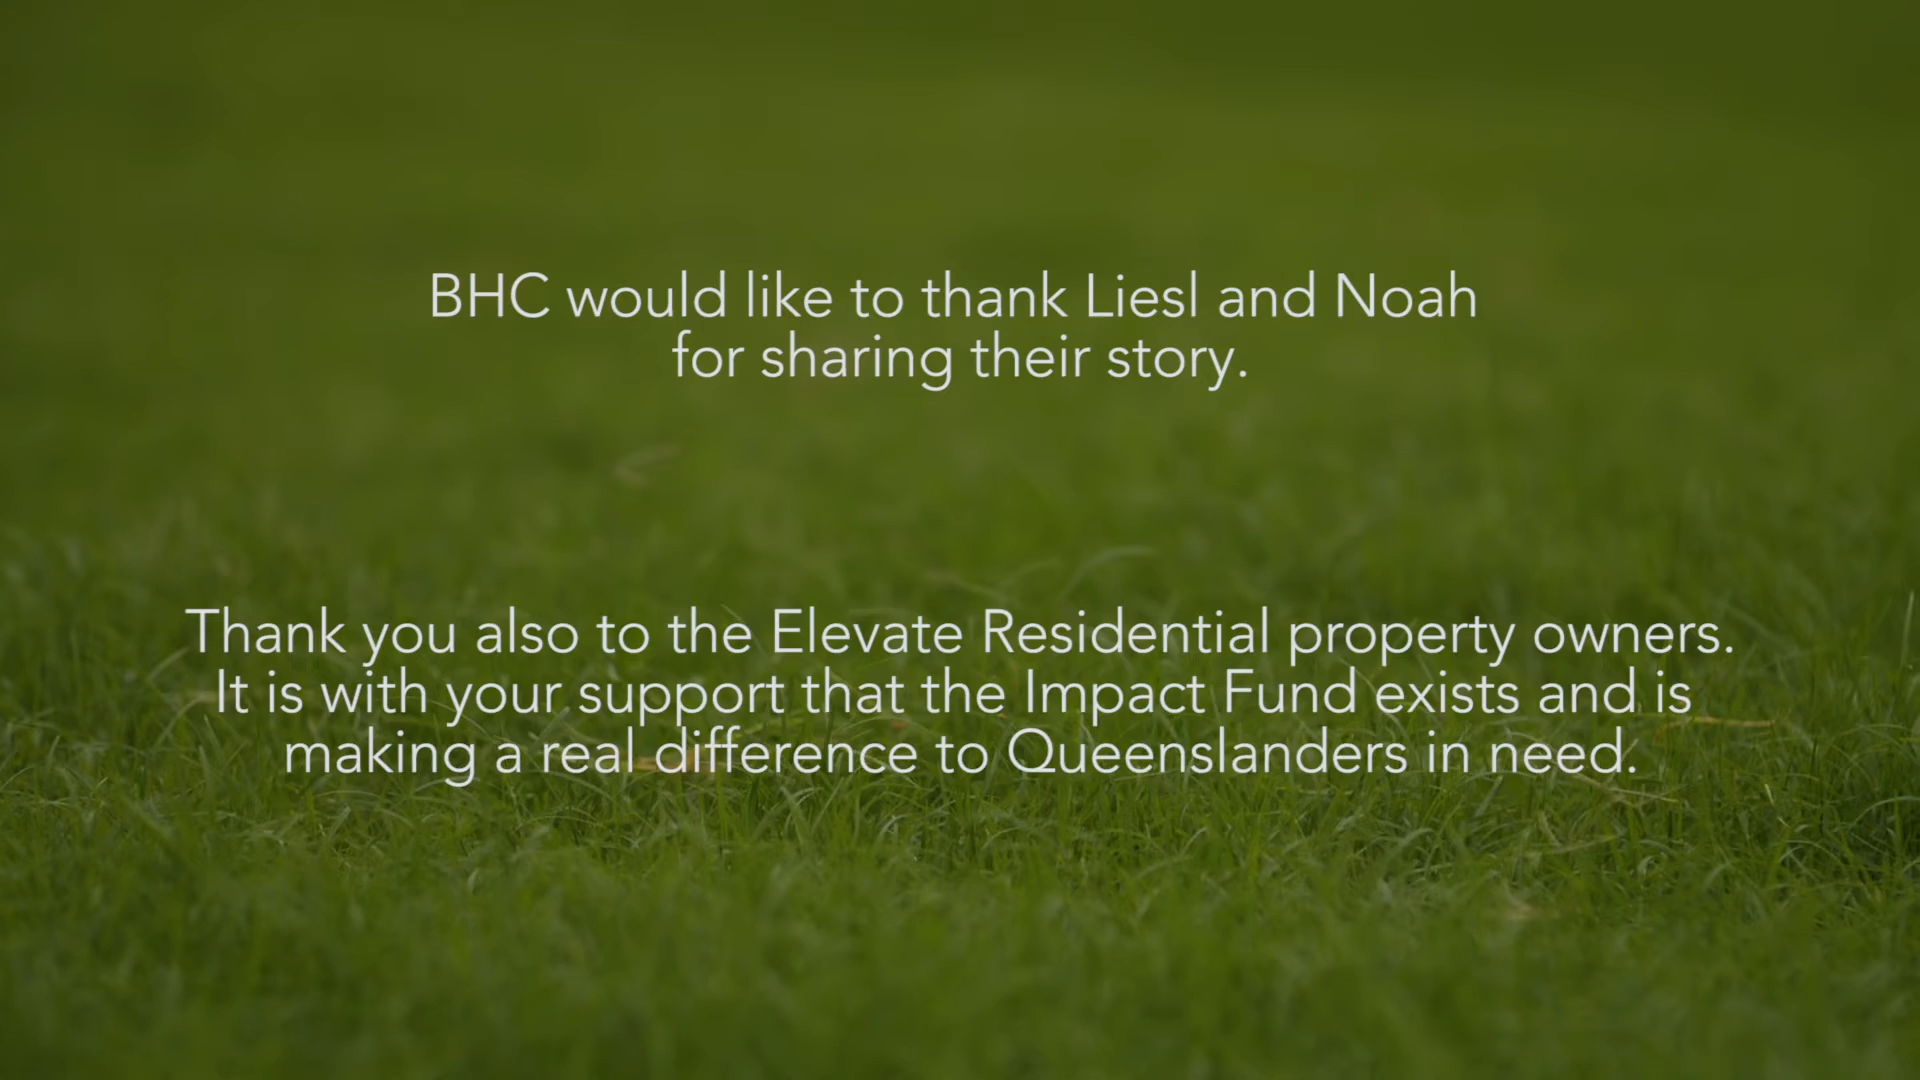 BHC would like to thank Liesl and Noah
for sharing their story.
Thank you also to the Elevate Residential property owners.
It is with your support that the Impact Fund exists and is
making a real difference to Queenslanders in need.